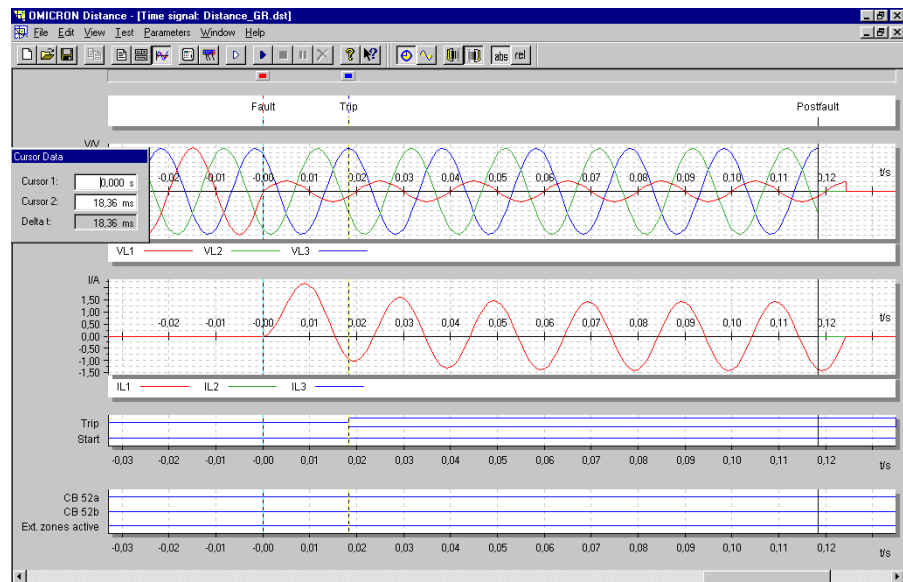 OMICRON Distance - [Time signal: Distance_GR.dst]
File Edit View Test Parameters Window Help
abs rel
Fault Trip Postfault
V/V
Cursor Data
Cursor 1: 0,000 s
Cursor 2: 18,36 ms
Delta t: 18,36 ms
-0,02 -0,01 -0,00 0,01 0,02 0,03 0,04 0,05 0,06 0,07 0,08 0,09 0,10 0,11 0,12 t/s
VL1 VL2 VL3
I/A
1,50
1,00
0,50
0,00
-0,50
-1,00
-1,50
-0,03 -0,02 -0,01 -0,00 0,01 0,02 0,03 0,04 0,05 0,06 0,07 0,08 0,09 0,10 0,11 0,12 t/s
IL1 IL2 IL3
Trip
Start
-0,03 -0,02 -0,01 -0,00 0,01 0,02 0,03 0,04 0,05 0,06 0,07 0,08 0,09 0,10 0,11 0,12 t/s
CB 52a
CB 52b
Ext. zones active
-0,03 -0,02 -0,01 -0,00 0,01 0,02 0,03 0,04 0,05 0,06 0,07 0,08 0,09 0,10 0,11 0,12 t/s